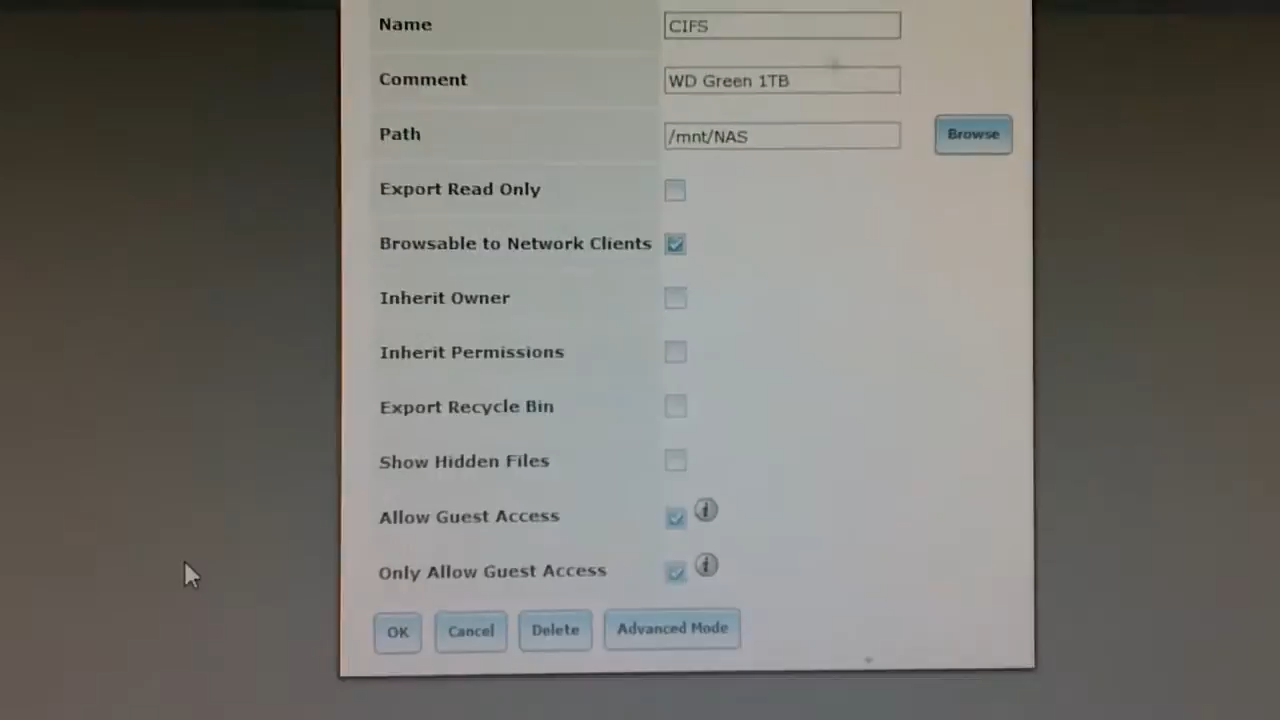 Name CIFS
Comment WD Green 1TB
Path /mnt/NAS Browse
Export Read Only
Browsable to Network Clients
Inherit Owner
Inherit Permissions
Export Recycle Bin
Show Hidden Files
Allow Guest Access i
Only Allow Guest Access i
OK Cancel Delete Advanced Mode